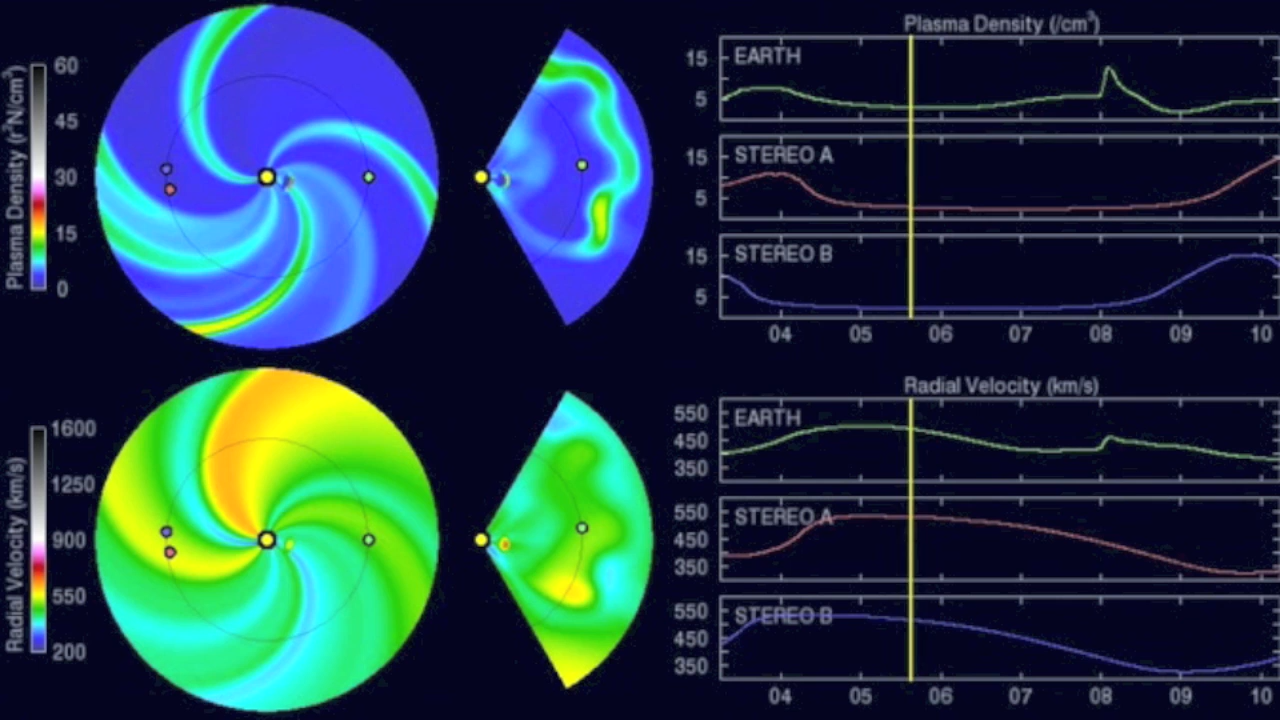 Plasma Density (r²N/cm³)
60
45
30
15
0
Plasma Density (/cm³)
EARTH
15
5
STEREO A
15
5
STEREO B
15
5
04 05 06 07 08 09 10
Radial Velocity (km/s)
1600
1250
900
550
200
Radial Velocity (km/s)
EARTH
550
450
350
STEREO A
550
450
350
STEREO B
550
450
350
04 05 06 07 08 09 10